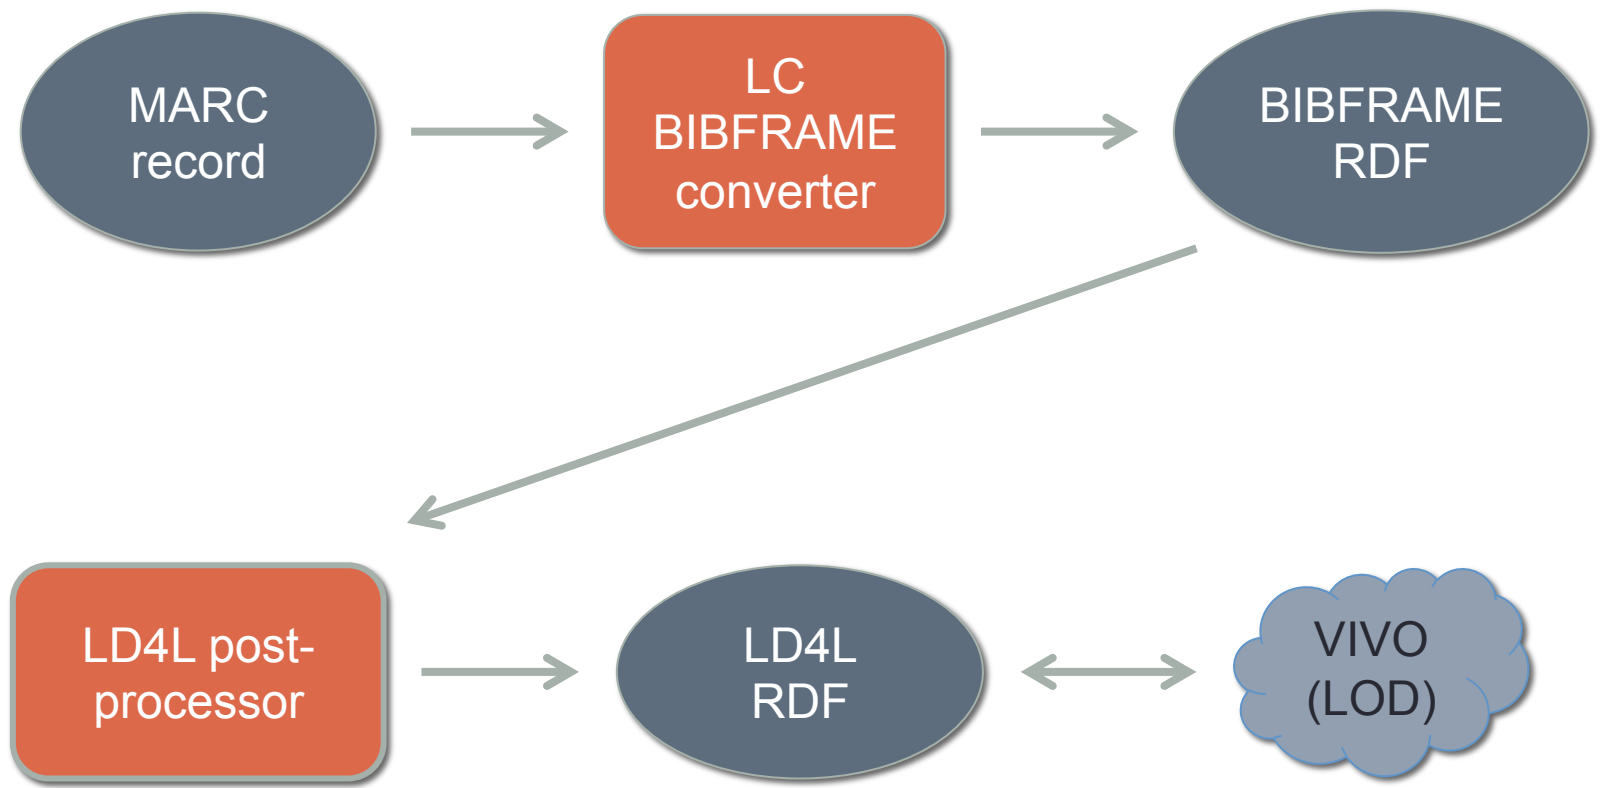 MARC
record
LC
BIBFRAME
converter
BIBFRAME
RDF
LD4L post-
processor
LD4L
RDF
VIVO
(LOD)